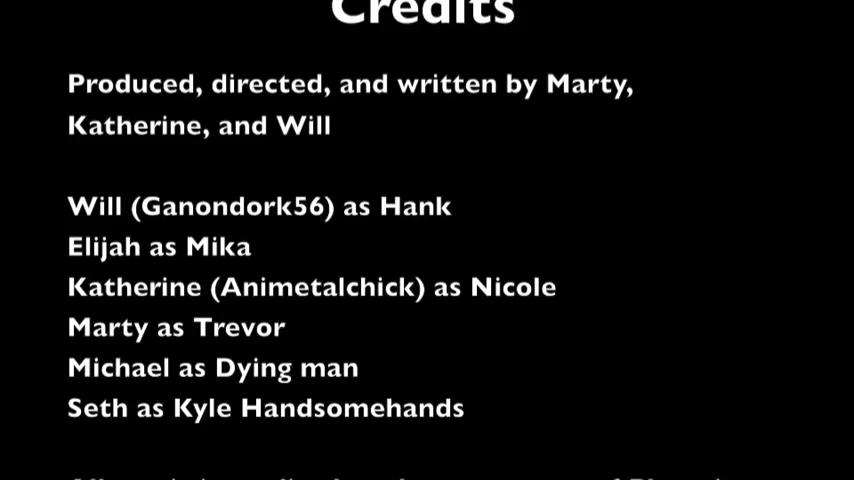 Credits
Produced, directed, and written by Marty,
Katherine, and Will
Will (Ganondork56) as Hank
Elijah as Mika
Katherine (Animetalchick) as Nicole
Marty as Trevor
Michael as Dying man
Seth as Kyle Handsomehands